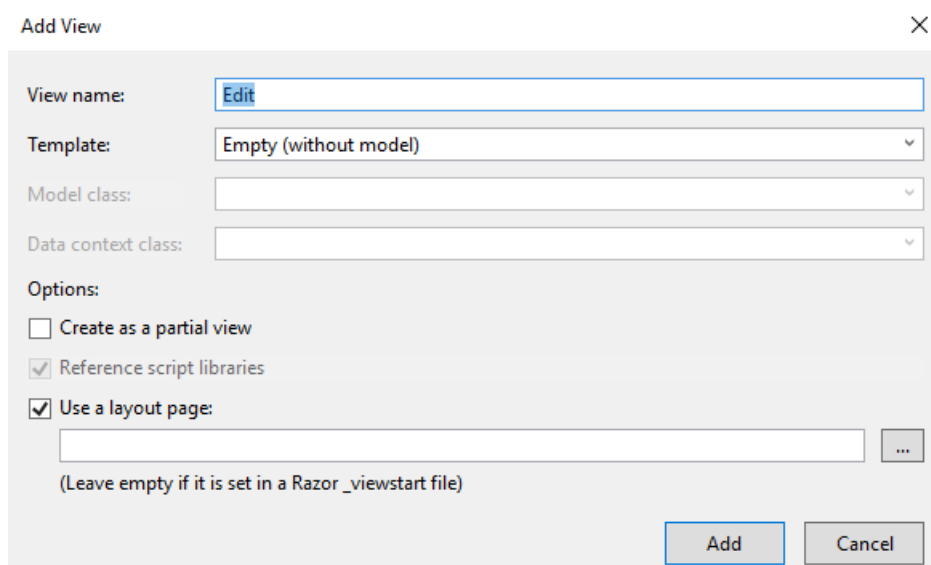 Add View
View name: Edit
Template: Empty (without model)
Model class:
Data context class:
Options:
Create as a partial view
Reference script libraries
Use a layout page:
...
(Leave empty if it is set in a Razor _viewstart file)
Add Cancel